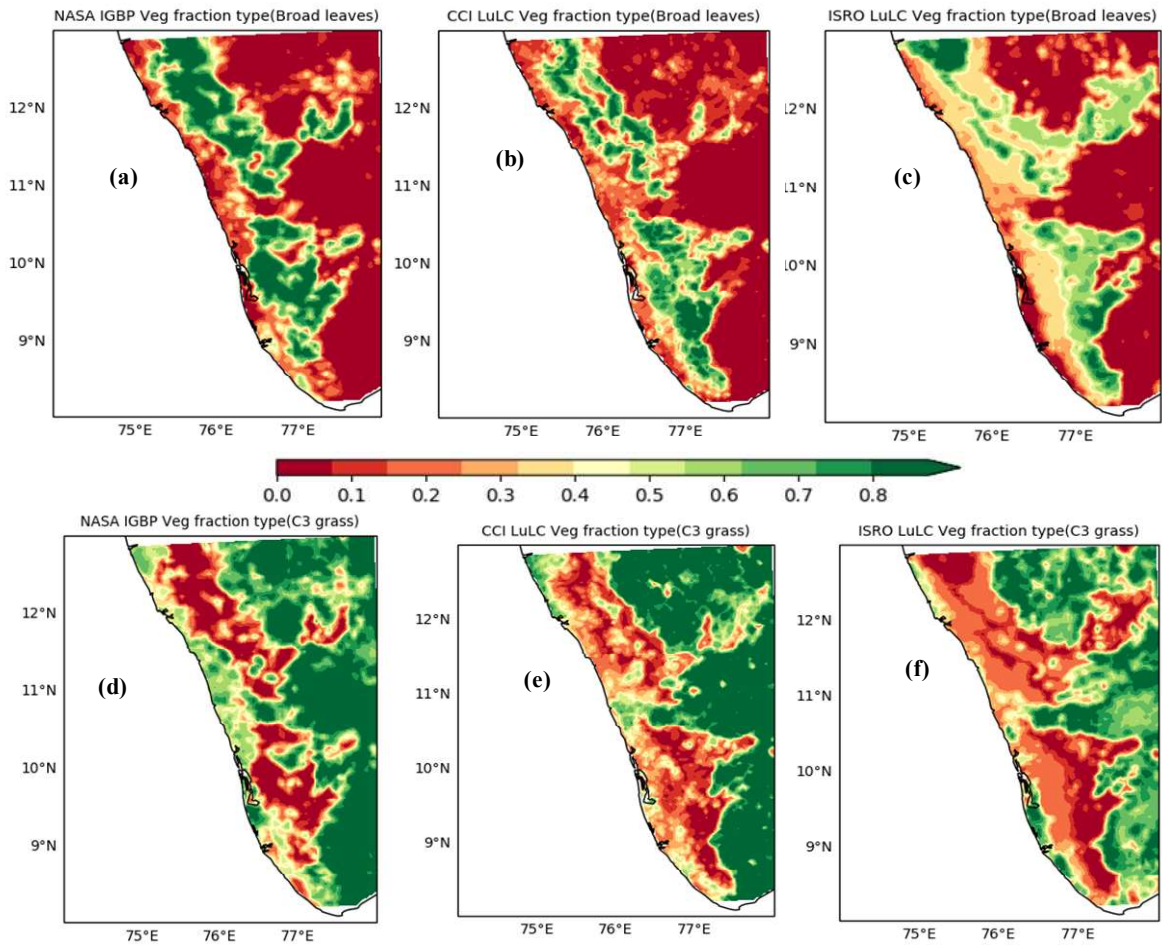 NASA IGBP Veg fraction type(Broad leaves)
CCI LuLC Veg fraction type(Broad leaves)
ISRO LuLC Veg fraction type(Broad leaves)
12°N
12°N
12°N
(a)
(b)
(c)
11°N
11°N
11°N
10°N
10°N
10°N
9°N
9°N
9°N
75°E 76°E 77°E
75°E 76°E 77°E
75°E 76°E 77°E
0.0 0.1 0.2 0.3 0.4 0.5 0.6 0.7 0.8
NASA IGBP Veg fraction type(C3 grass)
CCI LuLC Veg fraction type(C3 grass)
ISRO LuLC Veg fraction type(C3 grass)
12°N
12°N
12°N
(d)
(e)
(f)
11°N
11°N
11°N
10°N
10°N
10°N
9°N
9°N
9°N
75°E 76°E 77°E
75°E 76°E 77°E
75°E 76°E 77°E